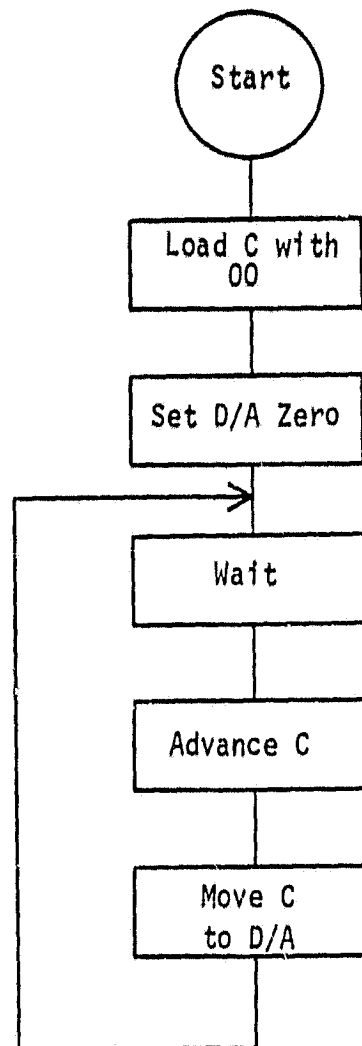 Start
Load C with
00
Set D/A Zero
Wait
Advance C
Move C
to D/A